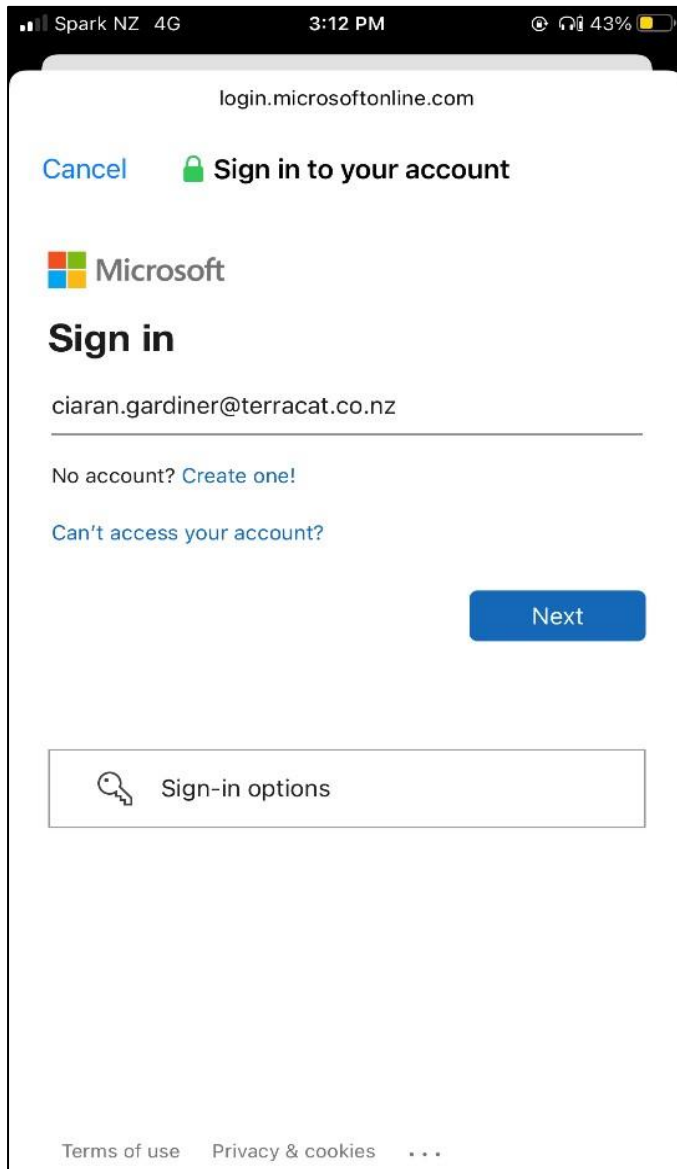 Spark NZ 4G 3:12 PM 43%
login.microsoftonline.com
Cancel Sign in to your account
Microsoft
Sign in
ciaran.gardiner@terracat.co.nz
No account? Create one!
Can't access your account?
Next
Sign-in options
Terms of use Privacy & cookies ...